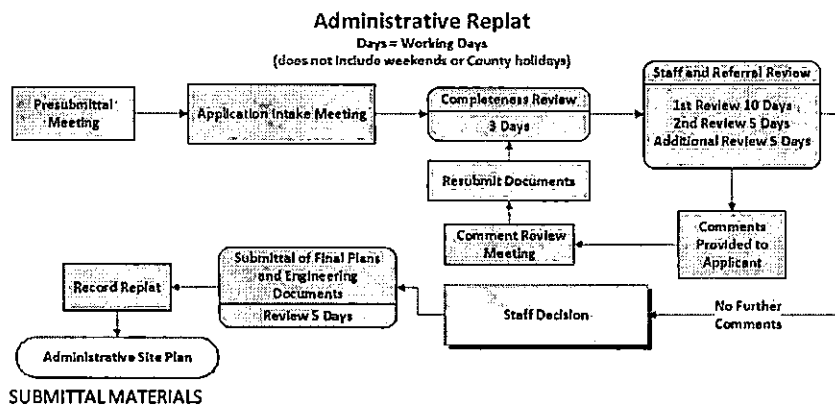 Administrative Replat
Days = Working Days
(does not include weekends or County holidays)
Presubmittal
Meeting
Application Intake Meeting
Completeness Review
3 Days
Staff and Referral Review
1st Review 10 Days
2nd Review 5 Days
Additional Review 5 Days
Resubmit Documents
Comment Review
Meeting
Comments
Provided to
Applicant
No Further
Comments
Staff Decision
Submittal of Final Plans
and Engineering
Documents
Review 5 Days
Record Replat
Administrative Site Plan
SUBMITTAL MATERIALS